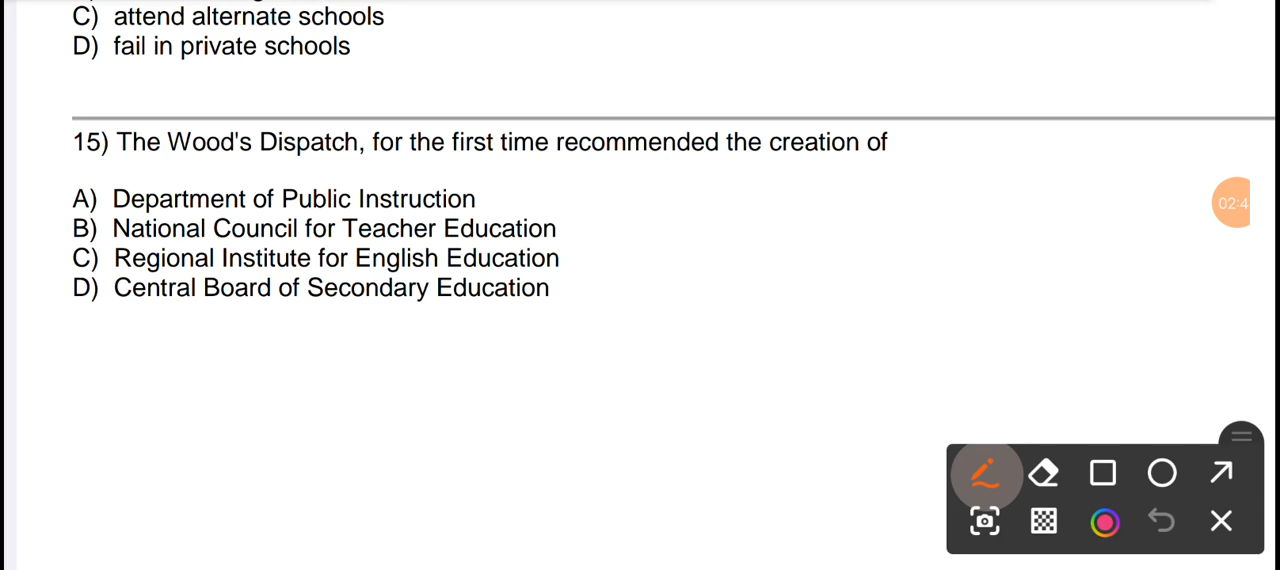 C) attend alternate schools
D) fail in private schools
15) The Wood's Dispatch, for the first time recommended the creation of
A) Department of Public Instruction
02:4
B) National Council for Teacher Education
C) Regional Institute for English Education
D) Central Board of Secondary Education